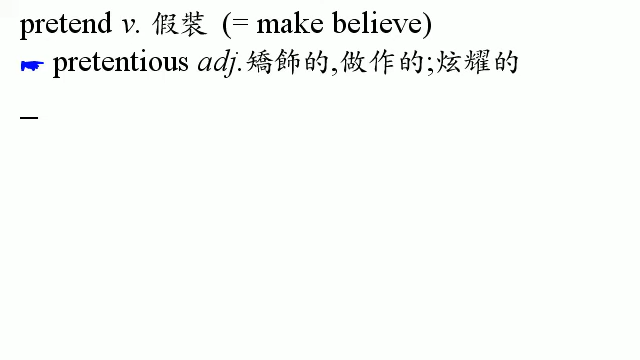 pretend v. 假裝 (= make believe)
☛ pretentious adj.矯飾的,做作的;炫耀的
_